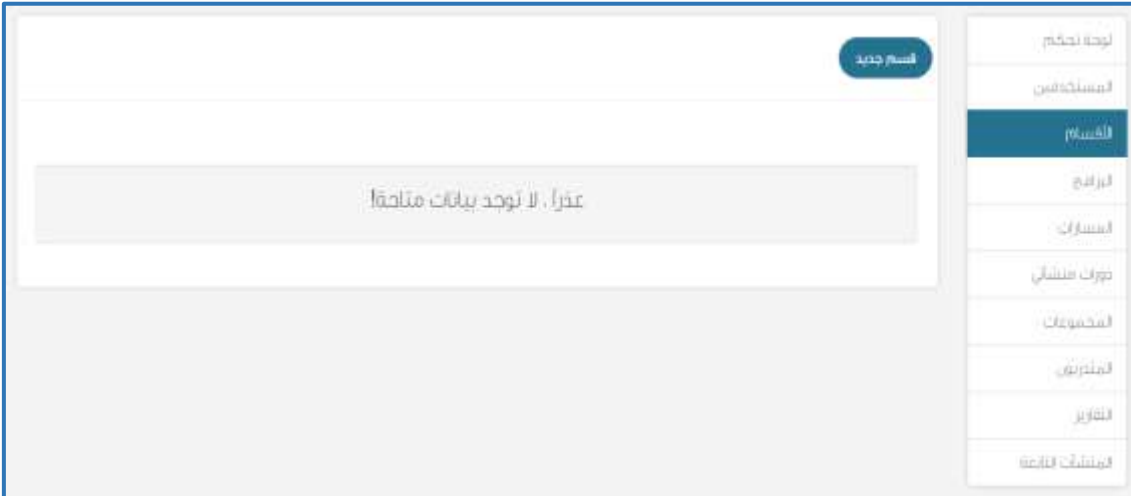 لوحة تحكم
المستخدمين
الأقسام
البرامج
المسارات
دورات منشأتي
المجموعات
المتدربون
التقارير
المنشآت التابعة
قسم جديد
عذراً ، لا توجد بيانات متاحة!